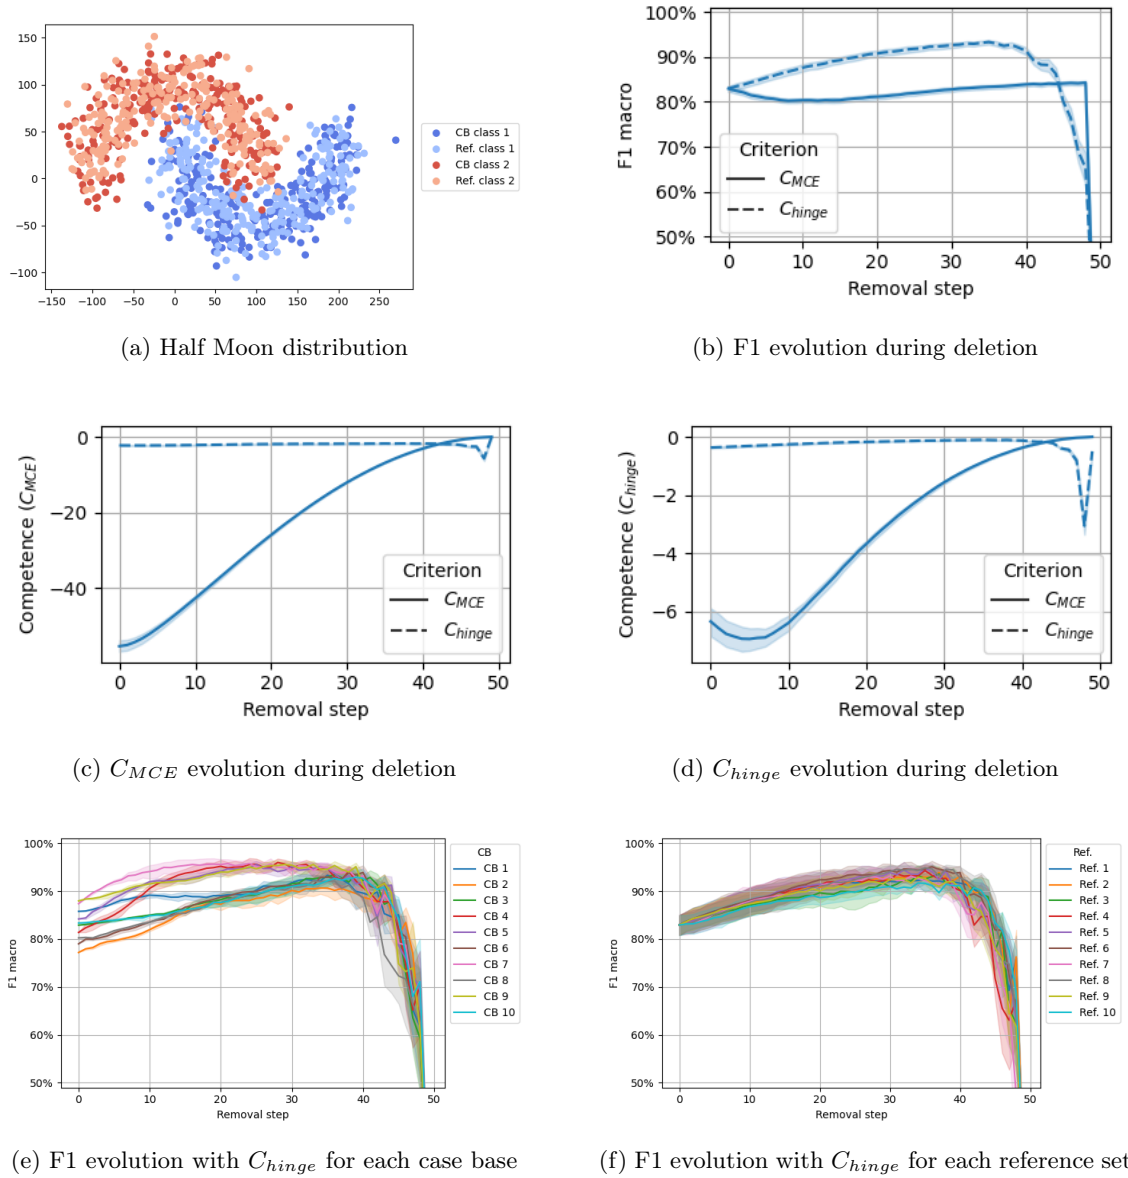 150
100
50
0
−50
−100
−150 −100 −50 0 50 100 150 200 250
CB class 1
Ref. class 1
CB class 2
Ref. class 2
(a) Half Moon distribution
100%
90%
80%
70%
60%
50%
F1 macro
Criterion
C_MCE
C_hinge
0 10 20 30 40 50
Removal step
(b) F1 evolution during deletion
0
−20
−40
Competence (C_MCE)
Criterion
C_MCE
C_hinge
0 10 20 30 40 50
Removal step
(c) C_MCE evolution during deletion
0
−2
−4
−6
Competence (C_hinge)
Criterion
C_MCE
C_hinge
0 10 20 30 40 50
Removal step
(d) C_hinge evolution during deletion
100%
90%
80%
70%
60%
50%
F1 macro
0 10 20 30 40 50
Removal step
CB
CB 1
CB 2
CB 3
CB 4
CB 5
CB 6
CB 7
CB 8
CB 9
CB 10
(e) F1 evolution with C_hinge for each case base
100%
90%
80%
70%
60%
50%
F1 macro
0 10 20 30 40 50
Removal step
Ref.
Ref. 1
Ref. 2
Ref. 3
Ref. 4
Ref. 5
Ref. 6
Ref. 7
Ref. 8
Ref. 9
Ref. 10
(f) F1 evolution with C_hinge for each reference set